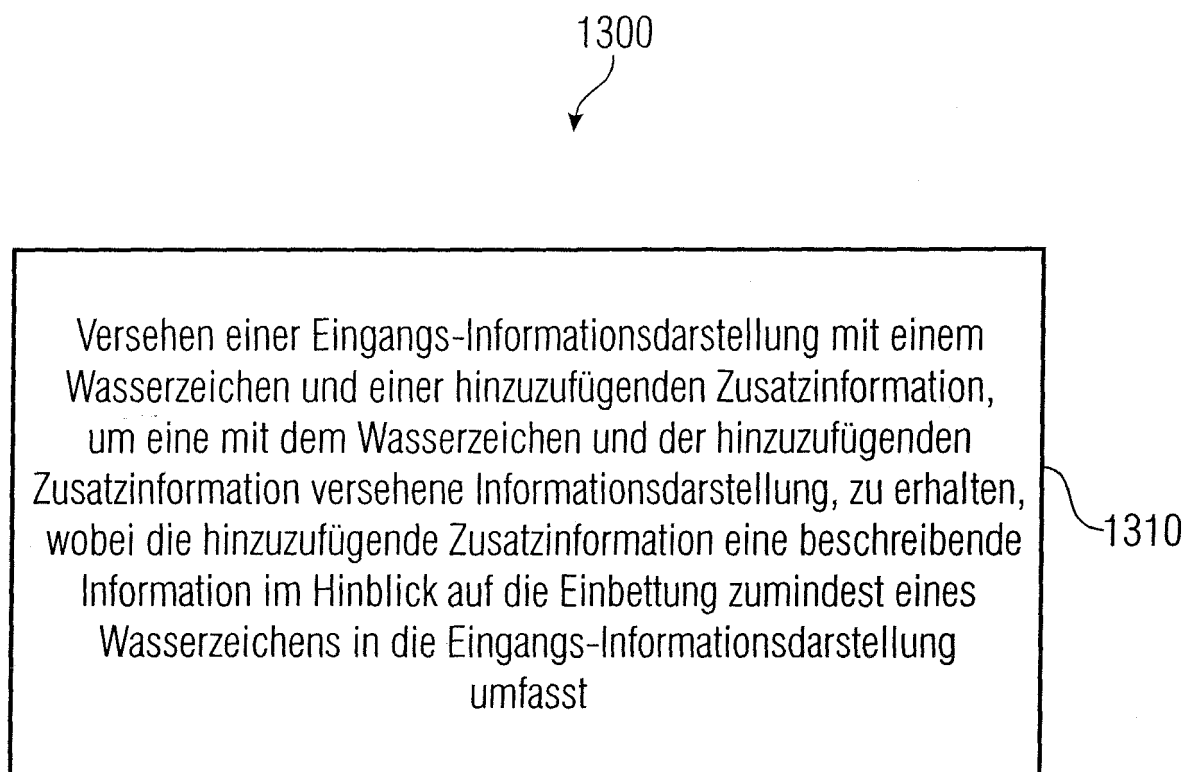 1300
Versehen einer Eingangs-Informationsdarstellung mit einem
Wasserzeichen und einer hinzuzufügenden Zusatzinformation,
um eine mit dem Wasserzeichen und der hinzuzufügenden
Zusatzinformation versehene Informationsdarstellung, zu erhalten,
wobei die hinzuzufügende Zusatzinformation eine beschreibende
Information im Hinblick auf die Einbettung zumindest eines
Wasserzeichens in die Eingangs-Informationsdarstellung
umfasst
1310